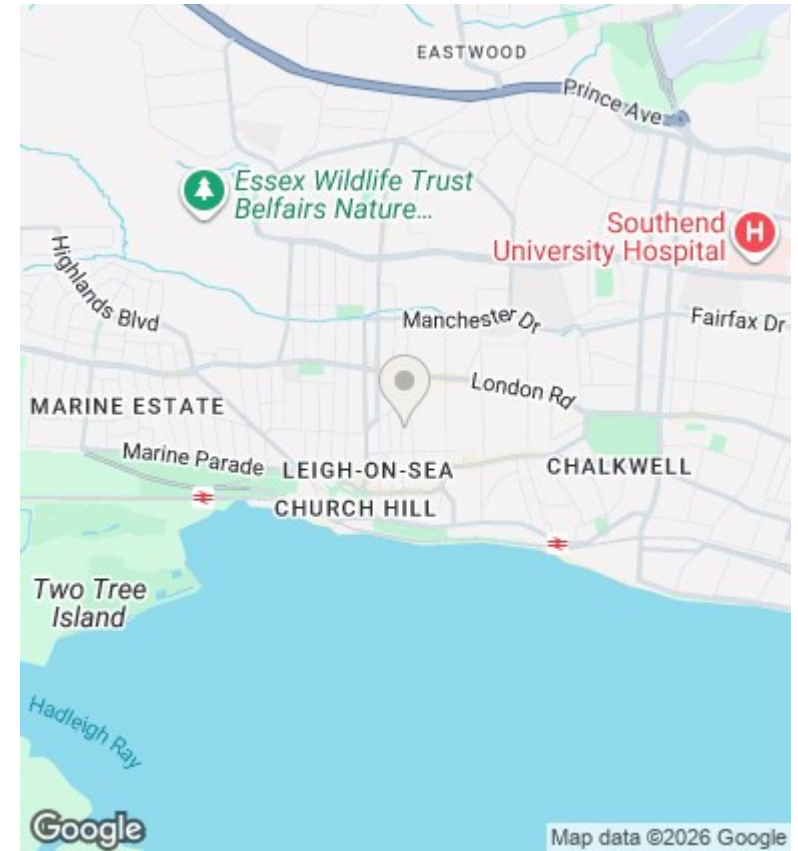 EASTWOOD
Prince Ave
Essex Wildlife Trust
Belfairs Nature...
Southend
University Hospital
H
Highlands Blvd
Manchester Dr
Fairfax Dr
London Rd
MARINE ESTATE
Marine Parade
LEIGH-ON-SEA
CHALKWELL
CHURCH HILL
Two Tree
Island
Hadleigh Ray
Google
Map data ©2026 Google